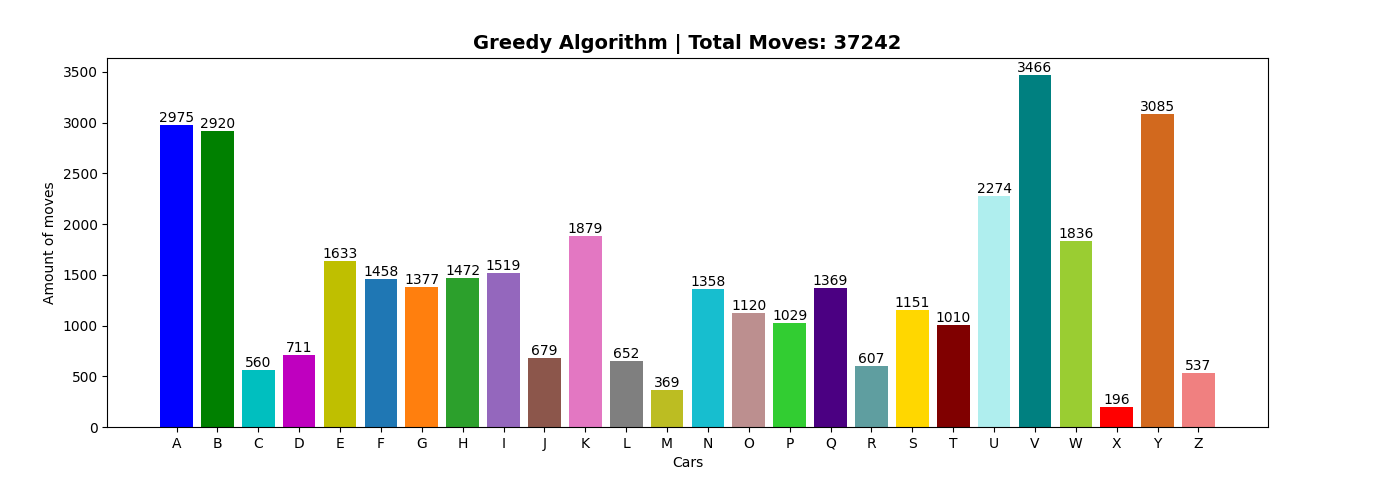 Greedy Algorithm | Total Moves: 37242
Amount of moves
3500
3000
2500
2000
1500
1000
500
0
2975 2920 560 711 1633 1458 1377 1472 1519 679 1879 652 369 1358 1120 1029 1369 607 1151 1010 2274 3466 1836 196 3085 537
A B C D E F G H I J K L M N O P Q R S T U V W X Y Z
Cars